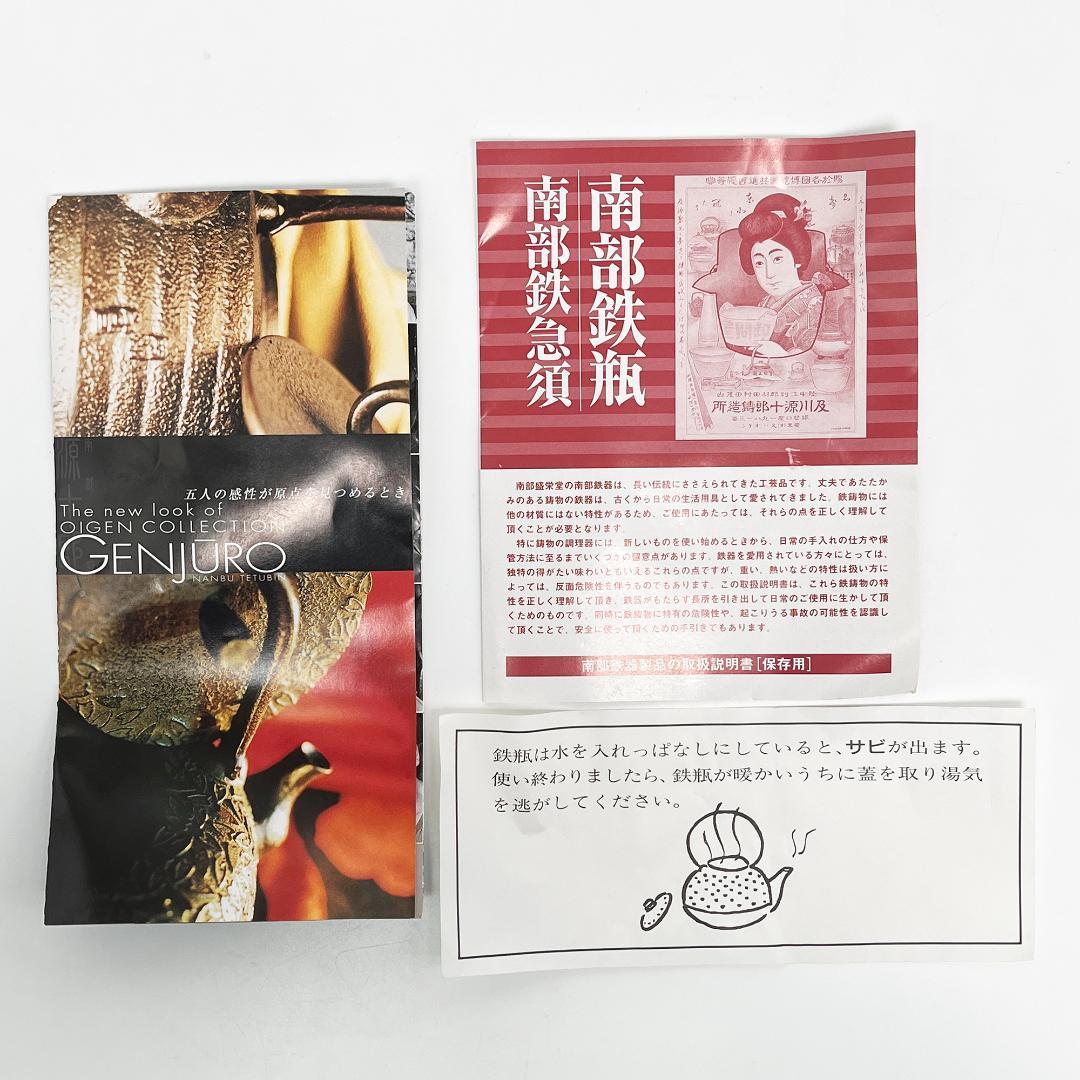 五人の感性が原点を見つめるとき
The new look of
OIGEN COLLECTION
GENJŪRO
NANBU TETUBIN
南部鉄瓶
南部鉄急須
及川源十郎鋳造所
南部盛栄堂の南部鉄器は、長い伝統にささえられてきた工芸品です。丈夫であたたか
みのある鋳物の鉄器は、古くから日常の生活用具として愛されてきました。鉄鋳物には
他の材質にはない特性があるため、ご使用にあたっては、それらの点を正しく理解して
頂くことが必要となります。
特に鋳物の調理器には、新しいものを使い始めるときから、日常の手入れの仕方や保
管方法に至るまでいくつかの留意点があります。鉄器を愛用されている方々にとっては、
独特の得がたい味わいともいえるこれらの点ですが、重い、熱いなどの特性は扱い方に
よっては、反面危険性を伴うものでもあります。この取扱説明書は、これら鉄鋳物の特
性を正しく理解して頂き、鉄器がもたらす長所を引き出して日常のご使用に生かして頂
くためのものです。同時に鉄鋳物に特有の危険性や、起こりうる事故の可能性を認識し
て頂くことで、安全に使って頂くための手引きでもあります。
南部鉄器製品の取扱説明書[保存用]
鉄瓶は水を入れっぱなしにしていると、サビが出ます。
使い終わりましたら、鉄瓶が暖かいうちに蓋を取り湯気
を逃がしてください。